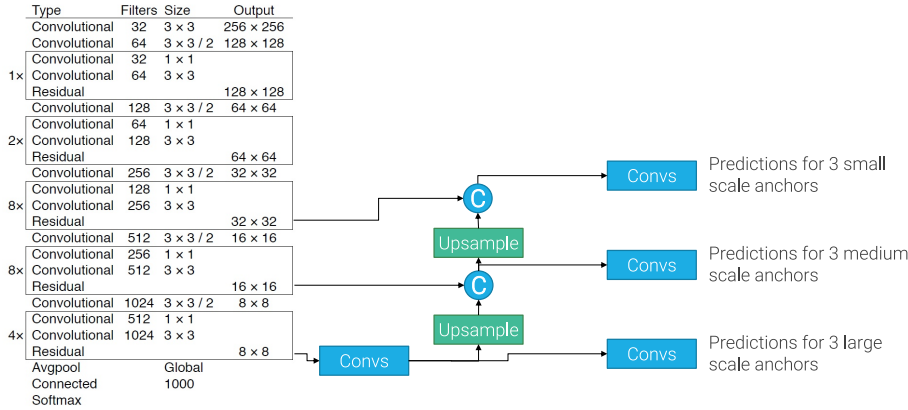 Type Filters Size Output
Convolutional 32 3 × 3 256 × 256
Convolutional 64 3 × 3 / 2 128 × 128
Convolutional 32 1 × 1
1× Convolutional 64 3 × 3
Residual 128 × 128
Convolutional 128 3 × 3 / 2 64 × 64
Convolutional 64 1 × 1
2× Convolutional 128 3 × 3
Residual 64 × 64
Convolutional 256 3 × 3 / 2 32 × 32
Convolutional 128 1 × 1
8× Convolutional 256 3 × 3
Residual 32 × 32
Convolutional 512 3 × 3 / 2 16 × 16
Convolutional 256 1 × 1
8× Convolutional 512 3 × 3
Residual 16 × 16
Convolutional 1024 3 × 3 / 2 8 × 8
Convolutional 512 1 × 1
4× Convolutional 1024 3 × 3
Residual 8 × 8
Avgpool Global
Connected 1000
Softmax
Convs
C
Upsample
C
Upsample
Convs
Predictions for 3 small
scale anchors
Convs
Predictions for 3 medium
scale anchors
Convs
Predictions for 3 large
scale anchors